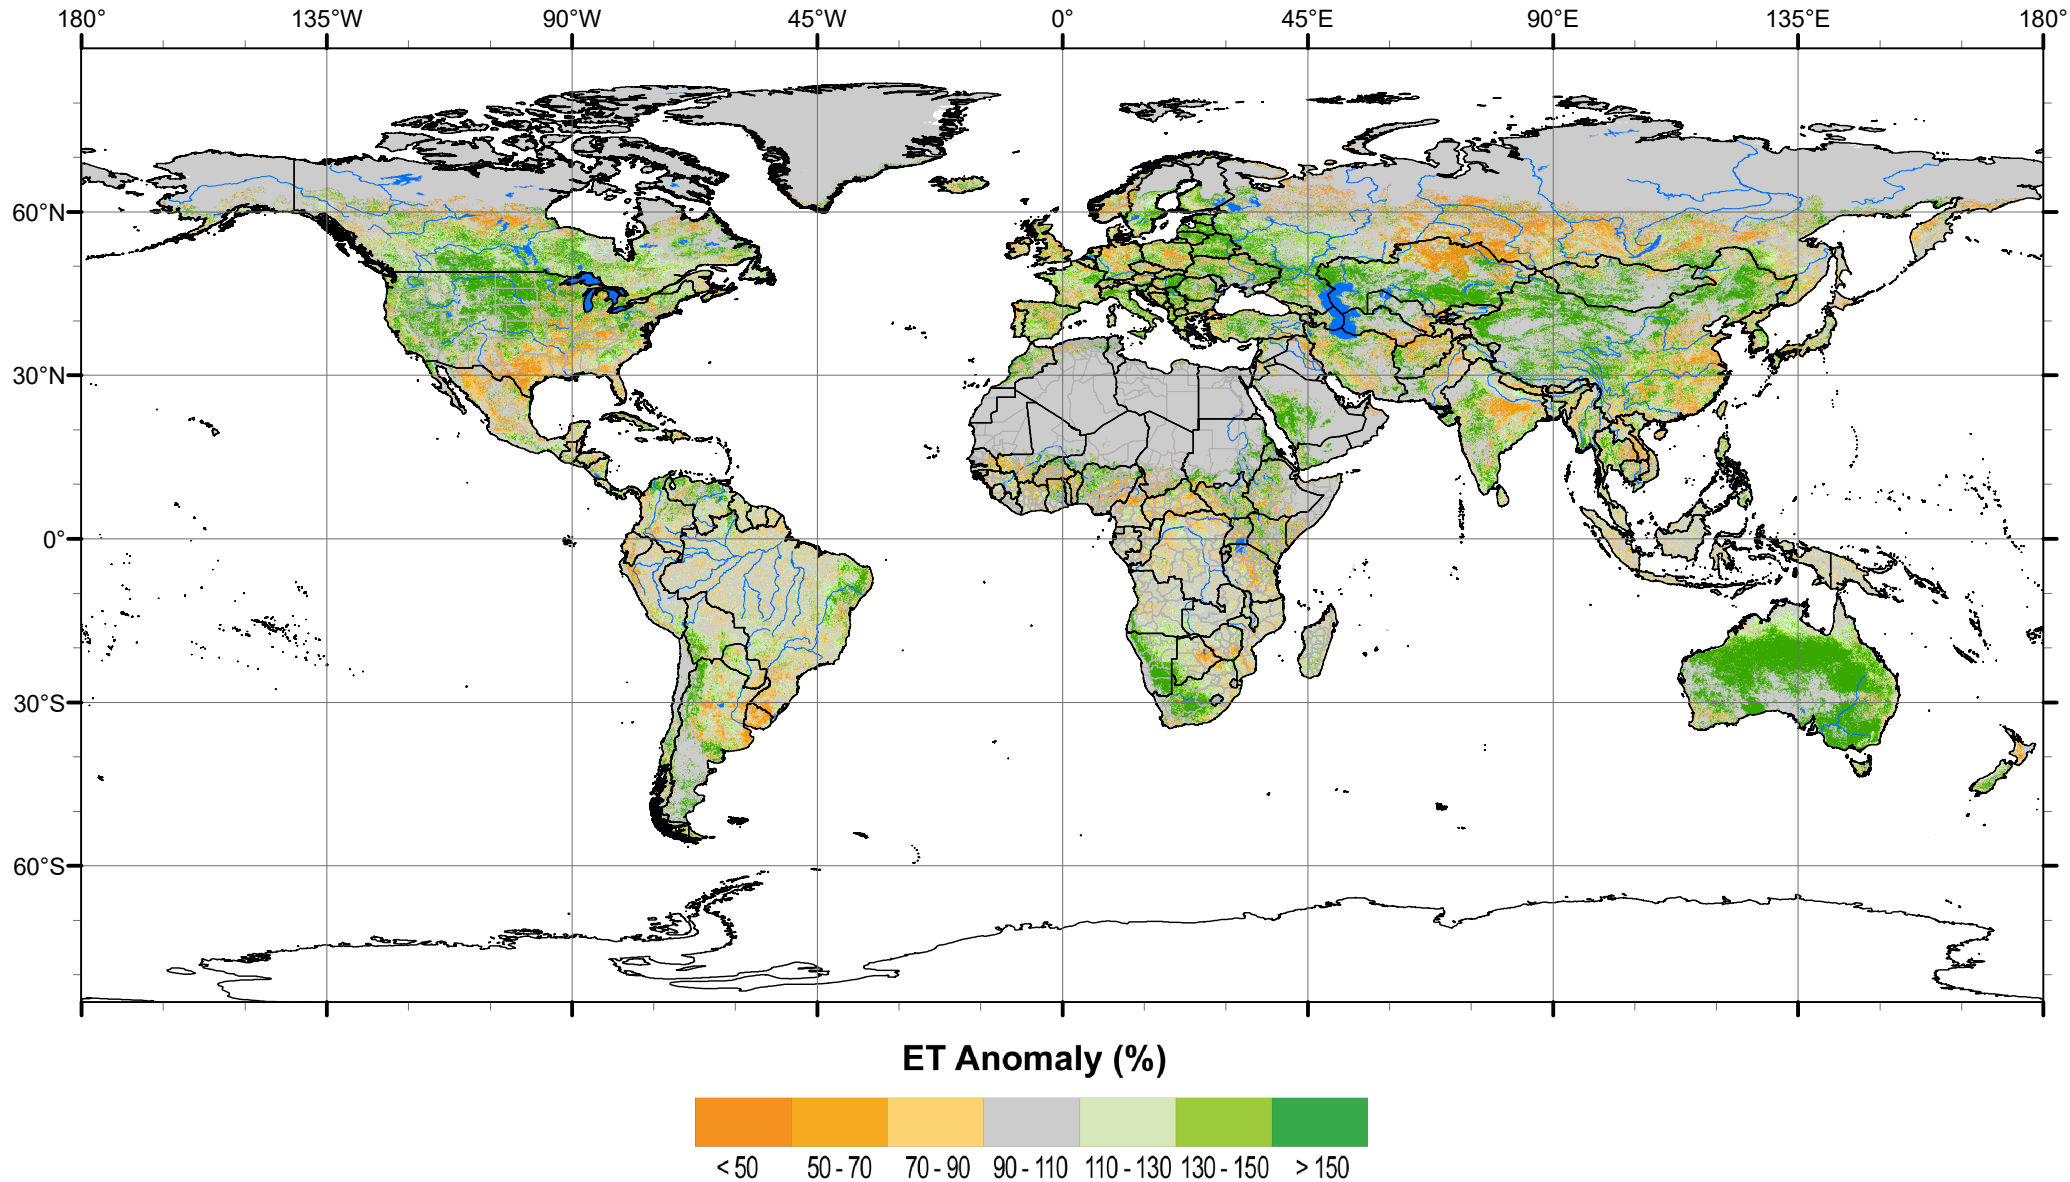 180° 135°W 90°W 45°W 0° 45°E 90°E 135°E 180°
60°N
30°N
0°
30°S
60°S
ET Anomaly (%)
< 50 50 - 70 70 - 90 90 - 110 110 - 130 130 - 150 > 150